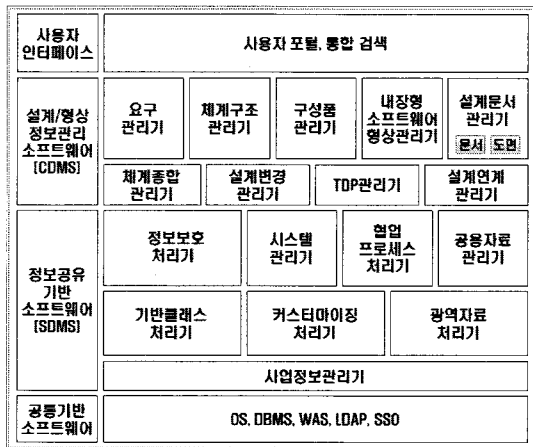 사용자
인터페이스
사용자 포털, 통합 검색
설계/형상
정보관리
소프트웨어
(CDMS)
요구
관리기
체계구조
관리기
구성품
관리기
내장형
소프트웨어
형상관리기
설계문서
관리기
문서 도면
체계종합
관리기
설계변경
관리기
TDP관리기
설계연계
관리기
정보공유
기반
소프트웨어
(SDMS)
정보보호
처리기
시스템
관리기
협업
프로세스
처리기
공용자료
관리기
기반클래스
처리기
커스터마이징
처리기
광역자료
처리기
사업정보관리기
공통기반
소프트웨어
OS, DBMS, WAS, LDAP, SSO